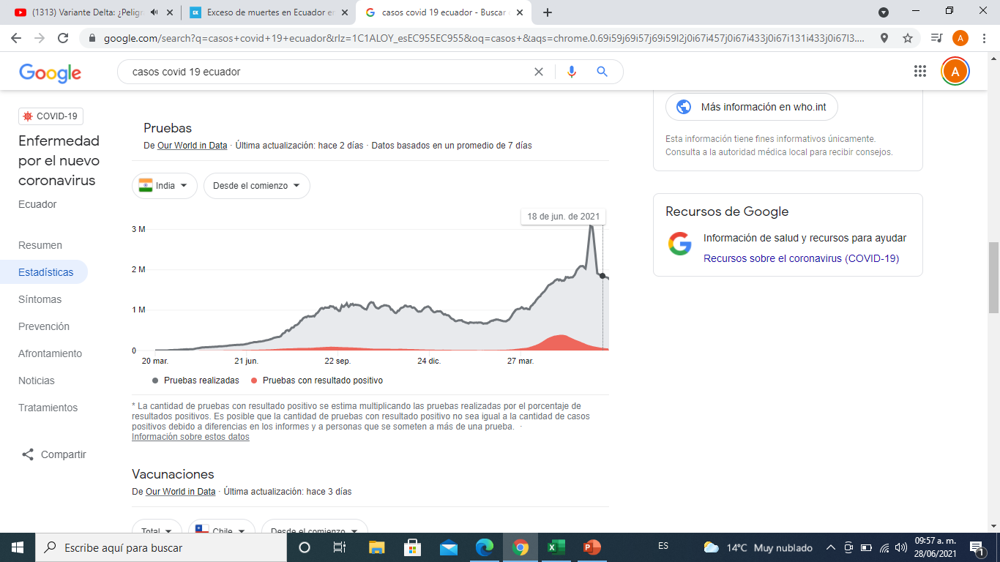 (1313) Variante Delta: ¿Peligr
Exceso de muertes en Ecuador en
casos covid 19 ecuador - Buscar
google.com/search?q=casos+covid+19+ecuador&rlz=1C1ALOY_esEC955EC955&oq=casos+&aqs=chrome.0.69i59j69i57j69i59l2j0i67i457j0i67i433j0i67i131i433j0i67l3....
A
Google
casos covid 19 ecuador
A
COVID-19
Enfermedad
por el nuevo
coronavirus
Ecuador
Resumen
Estadísticas
Síntomas
Prevención
Afrontamiento
Noticias
Tratamientos
Compartir
Pruebas
De Our World in Data · Última actualización: hace 2 días · Datos basados en un promedio de 7 días
India
Desde el comienzo
18 de jun. de 2021
3 M
2 M
1 M
0
20 mar.
21 jun.
22 sep.
24 dic.
27 mar.
Pruebas realizadas
Pruebas con resultado positivo
* La cantidad de pruebas con resultado positivo se estima multiplicando las pruebas realizadas por el porcentaje de
resultados positivos. Es posible que la cantidad de pruebas con resultado positivo no sea igual a la cantidad de casos
positivos debido a diferencias en los informes y a personas que se someten a más de una prueba. ·
Información sobre estos datos
Vacunaciones
De Our World in Data · Última actualización: hace 3 días
Total
Chile
Desde el comienzo
Más información en who.int
Esta información tiene fines informativos únicamente.
Consulta a la autoridad médica local para recibir consejos.
Recursos de Google
Información de salud y recursos para ayudar
Recursos sobre el coronavirus (COVID-19)
Escribe aquí para buscar
ES
14°C Muy nublado
09:57 a. m.
28/06/2021
1